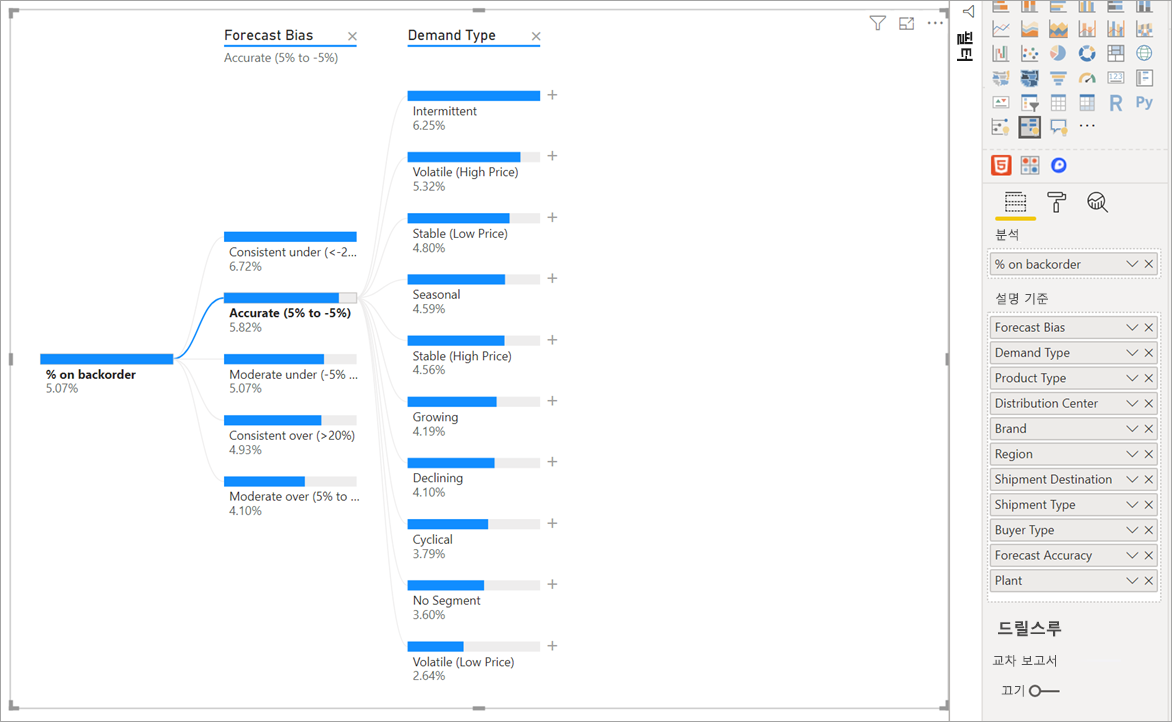 Forecast Bias
Accurate (5% to -5%)
Demand Type
% on backorder
5.07%
Consistent under (<-2...
6.72%
Accurate (5% to -5%)
5.82%
Moderate under (-5% ...
5.07%
Consistent over (>20%)
4.93%
Moderate over (5% to ...
4.10%
Intermittent
6.25%
Volatile (High Price)
5.32%
Stable (Low Price)
4.80%
Seasonal
4.59%
Stable (High Price)
4.56%
Growing
4.19%
Declining
4.10%
Cyclical
3.79%
No Segment
3.60%
Volatile (Low Price)
2.64%
필터
123
R
Py
5
분석
% on backorder
설명 기준
Forecast Bias
Demand Type
Product Type
Distribution Center
Brand
Region
Shipment Destination
Shipment Type
Buyer Type
Forecast Accuracy
Plant
드릴스루
교차 보고서
끄기